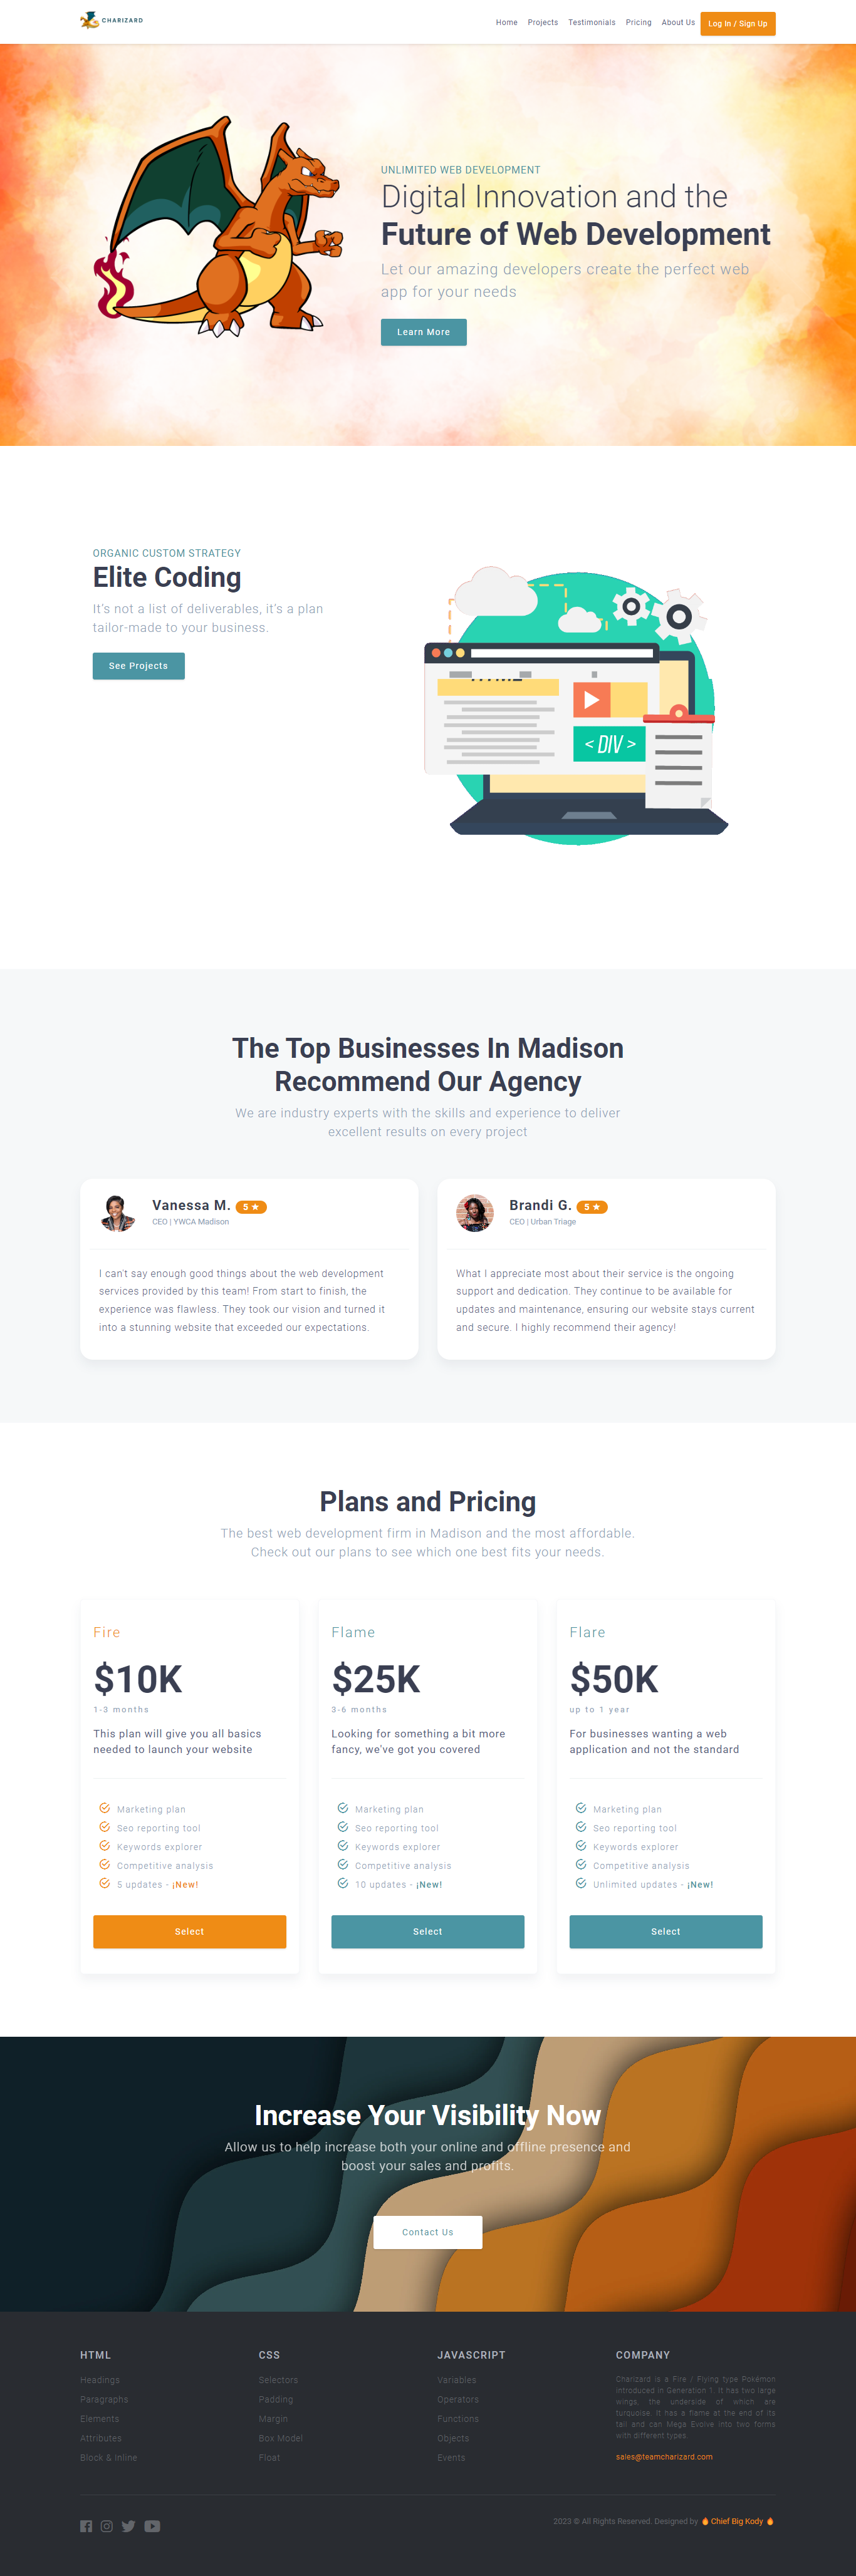 CHARIZARD
Home Projects Testimonials Pricing About Us Log In / Sign Up
UNLIMITED WEB DEVELOPMENT
Digital Innovation and the
Future of Web Development
Let our amazing developers create the perfect web
app for your needs
Learn More
ORGANIC CUSTOM STRATEGY
Elite Coding
It's not a list of deliverables, it's a plan
tailor-made to your business.
See Projects
< DIV >
The Top Businesses In Madison
Recommend Our Agency
We are industry experts with the skills and experience to deliver
excellent results on every project
Vanessa M. 5 ★
CEO | YWCA Madison
I can't say enough good things about the web development
services provided by this team! From start to finish, the
experience was flawless. They took our vision and turned it
into a stunning website that exceeded our expectations.
Brandi G. 5 ★
CEO | Urban Triage
What I appreciate most about their service is the ongoing
support and dedication. They continue to be available for
updates and maintenance, ensuring our website stays current
and secure. I highly recommend their agency!
Plans and Pricing
The best web development firm in Madison and the most affordable.
Check out our plans to see which one best fits your needs.
Fire
$10K
1-3 months
This plan will give you all basics
needed to launch your website
Marketing plan
Seo reporting tool
Keywords explorer
Competitive analysis
5 updates - ¡New!
Select
Flame
$25K
3-6 months
Looking for something a bit more
fancy, we've got you covered
Marketing plan
Seo reporting tool
Keywords explorer
Competitive analysis
10 updates - ¡New!
Select
Flare
$50K
up to 1 year
For businesses wanting a web
application and not the standard
Marketing plan
Seo reporting tool
Keywords explorer
Competitive analysis
Unlimited updates - ¡New!
Select
Increase Your Visibility Now
Allow us to help increase both your online and offline presence and
boost your sales and profits.
Contact Us
HTML
Headings
Paragraphs
Elements
Attributes
Block & Inline
CSS
Selectors
Padding
Margin
Box Model
Float
JAVASCRIPT
Variables
Operators
Functions
Objects
Events
COMPANY
Charizard is a Fire / Flying type Pokémon
introduced in Generation 1. It has two large
wings, the underside of which are
turquoise. It has a flame at the end of its
tail and can Mega Evolve into two forms
with different types.
sales@teamcharizard.com
2023 © All Rights Reserved. Designed by Chief Big Kody